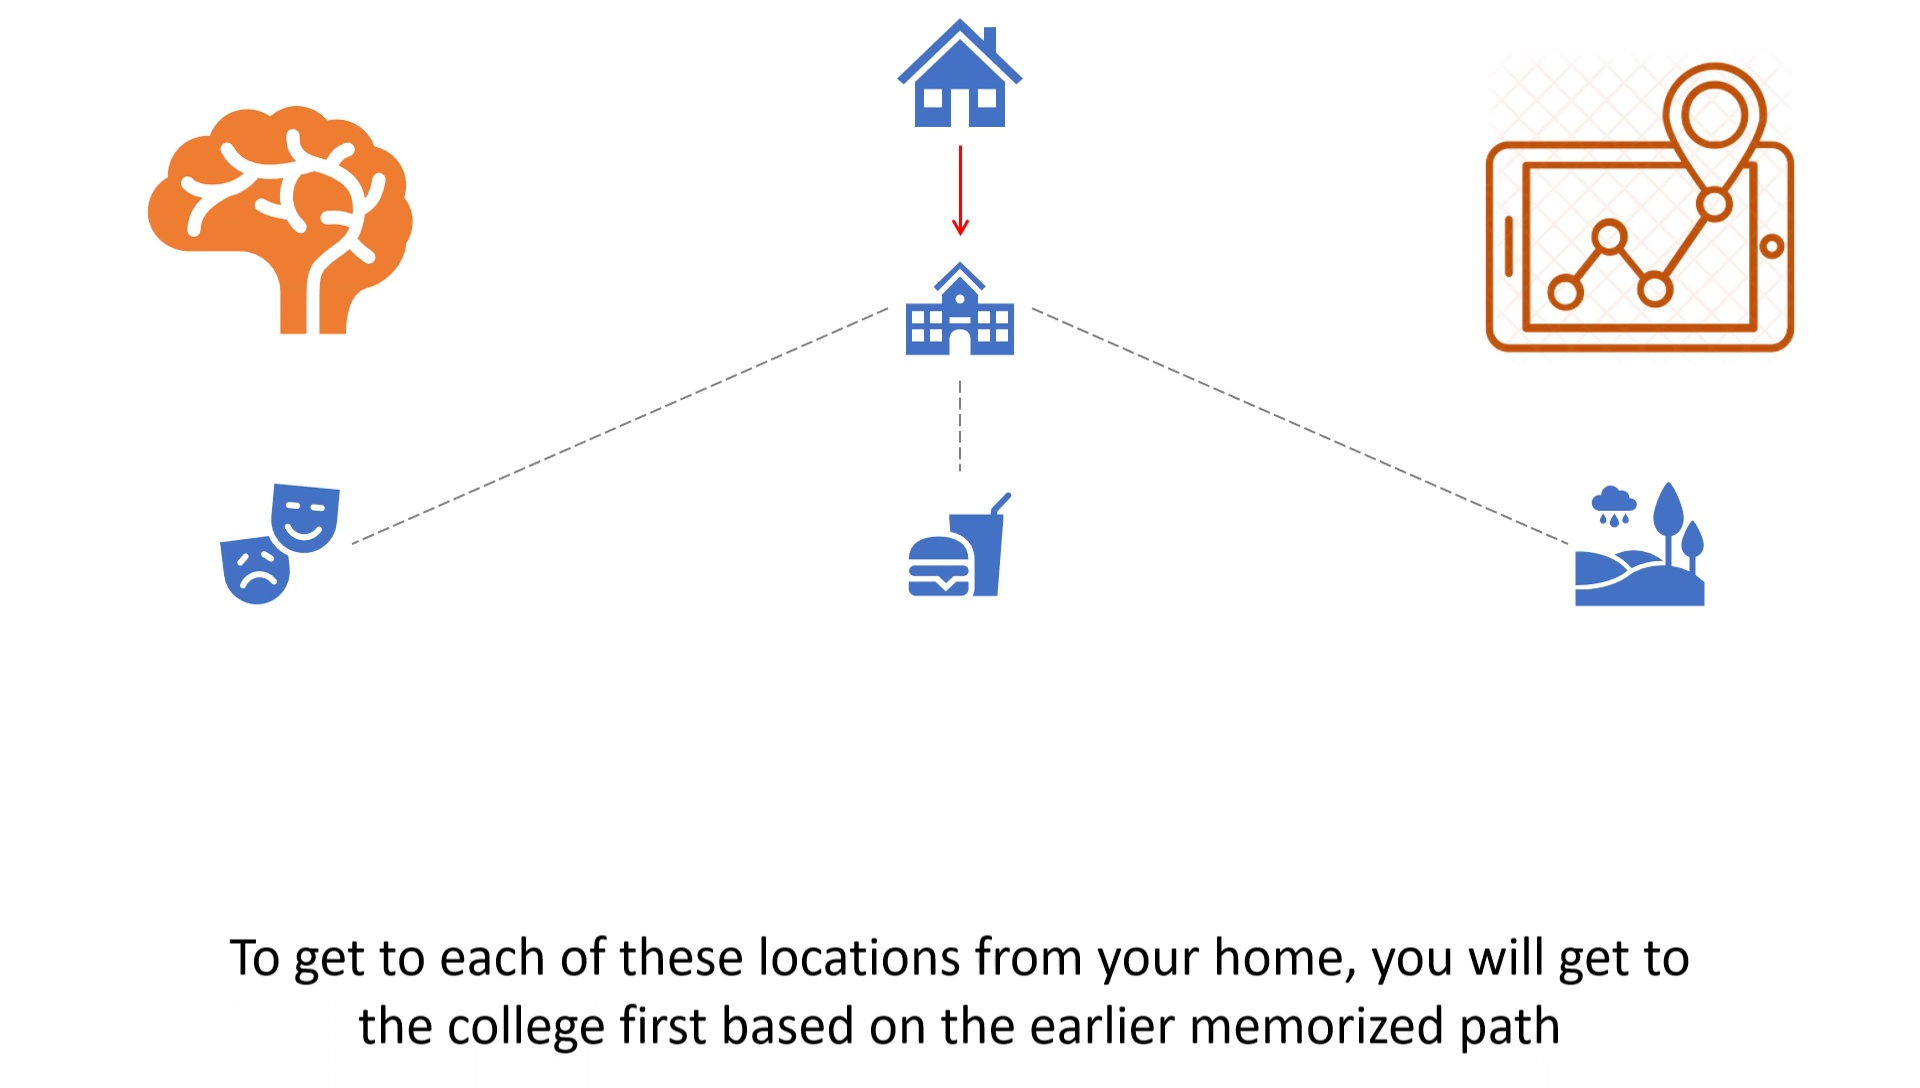 To get to each of these locations from your home, you will get to
the college first based on the earlier memorized path